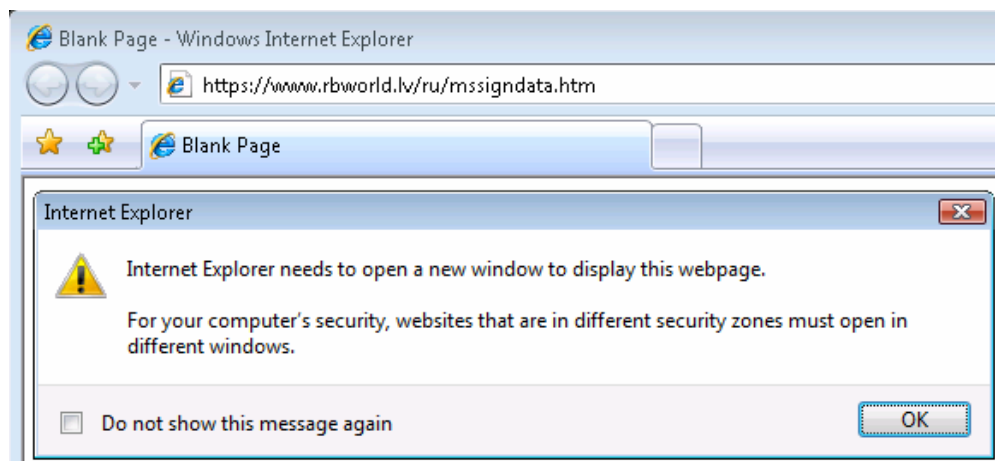 Blank Page - Windows Internet Explorer
https://www.rbworld.lv/ru/mssigndata.htm
Blank Page
Internet Explorer
Internet Explorer needs to open a new window to display this webpage.
For your computer's security, websites that are in different security zones must open in
different windows.
Do not show this message again
OK